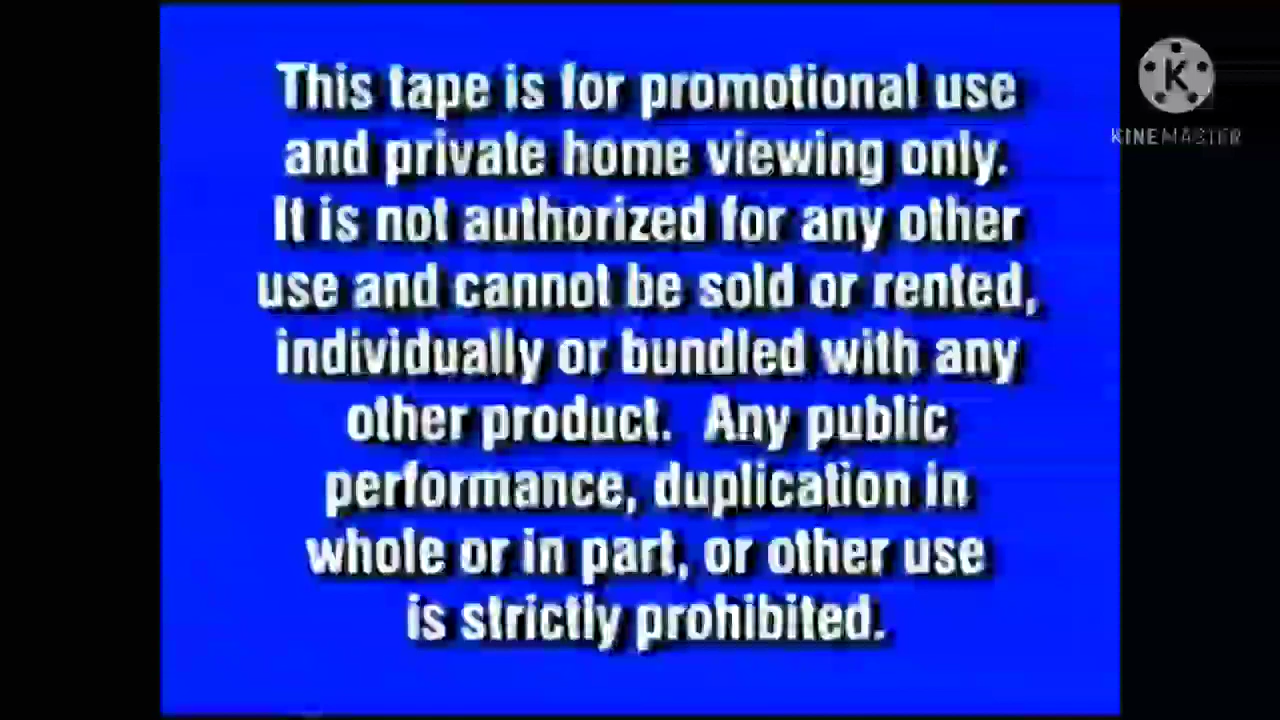 This tape is for promotional use
and private home viewing only.
It is not authorized for any other
use and cannot be sold or rented,
individually or bundled with any
other product.  Any public
performance, duplication in
whole or in part, or other use
is strictly prohibited.
K
KINEMASTER